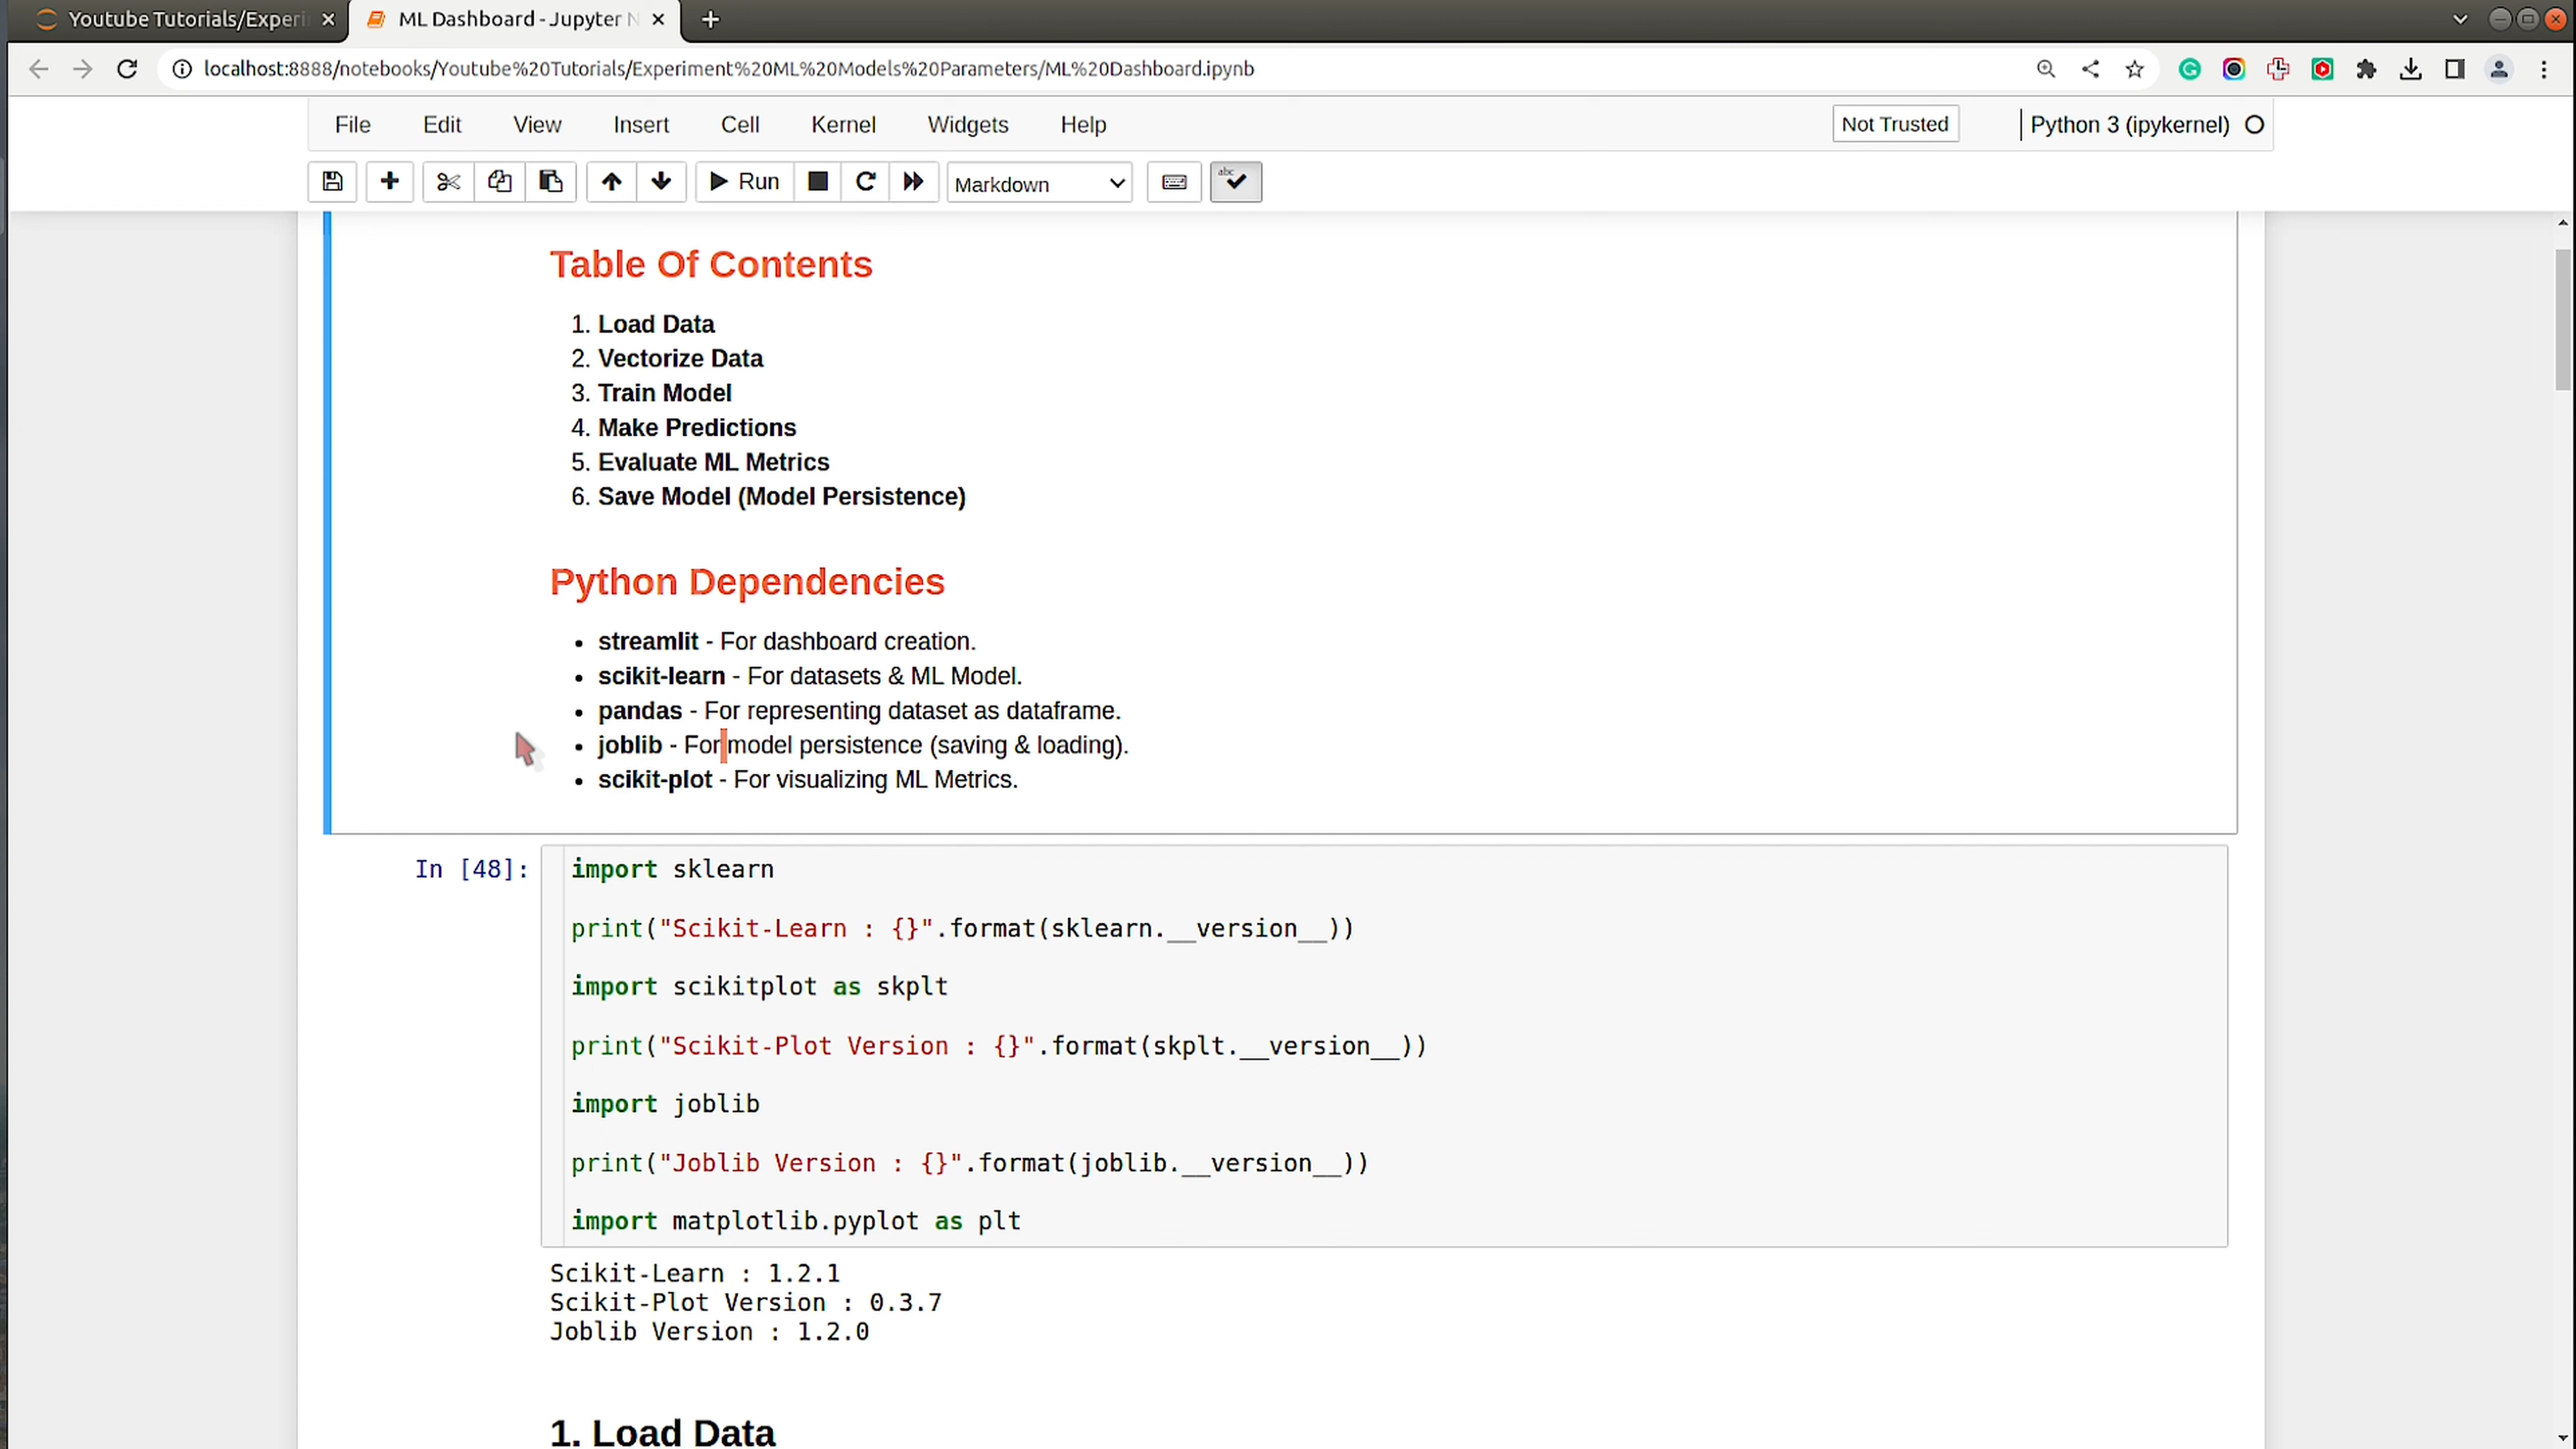 Youtube Tutorials/Experi
ML Dashboard - Jupyter N
localhost:8888/notebooks/Youtube%20Tutorials/Experiment%20ML%20Models%20Parameters/ML%20Dashboard.ipynb
File Edit View Insert Cell Kernel Widgets Help Not Trusted Python 3 (ipykernel)
Run Markdown abc
Table Of Contents
1. Load Data
2. Vectorize Data
3. Train Model
4. Make Predictions
5. Evaluate ML Metrics
6. Save Model (Model Persistence)
Python Dependencies
• streamlit - For dashboard creation.
• scikit-learn - For datasets & ML Model.
• pandas - For representing dataset as dataframe.
• joblib - For model persistence (saving & loading).
• scikit-plot - For visualizing ML Metrics.
In [48]: import sklearn
print("Scikit-Learn : {}".format(sklearn.__version__))
import scikitplot as skplt
print("Scikit-Plot Version : {}".format(skplt.__version__))
import joblib
print("Joblib Version : {}".format(joblib.__version__))
import matplotlib.pyplot as plt
Scikit-Learn : 1.2.1
Scikit-Plot Version : 0.3.7
Joblib Version : 1.2.0
1. Load Data